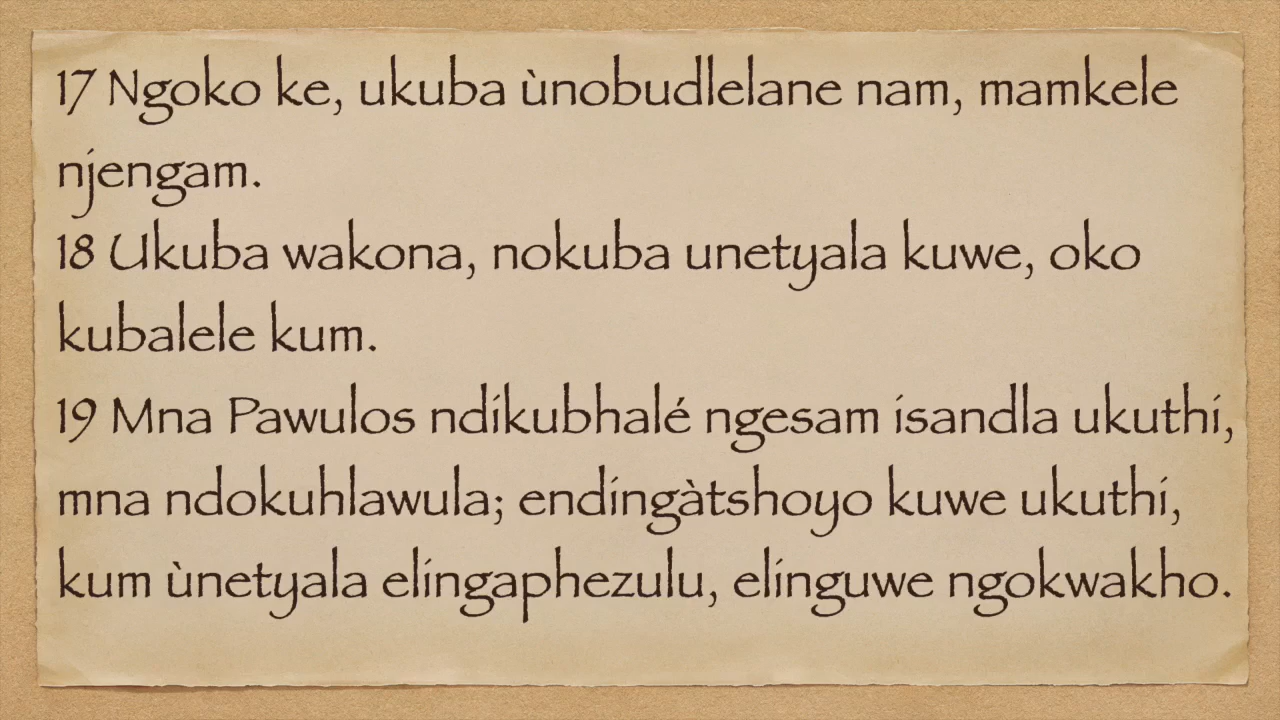 17 Ngoko ke, ukuba ùnobudlelane nam, mamkele
njengam.
18 Ukuba wakona, nokuba unetyala kuwe, oko
kubalele kum.
19 Mna Pawulos ndikubhalé ngesam isandla ukuthi,
mna ndokuhlawula; endingàtshoyo kuwe ukuthi,
kum ùnetyala elingaphezulu, elinguwe ngokwakho.